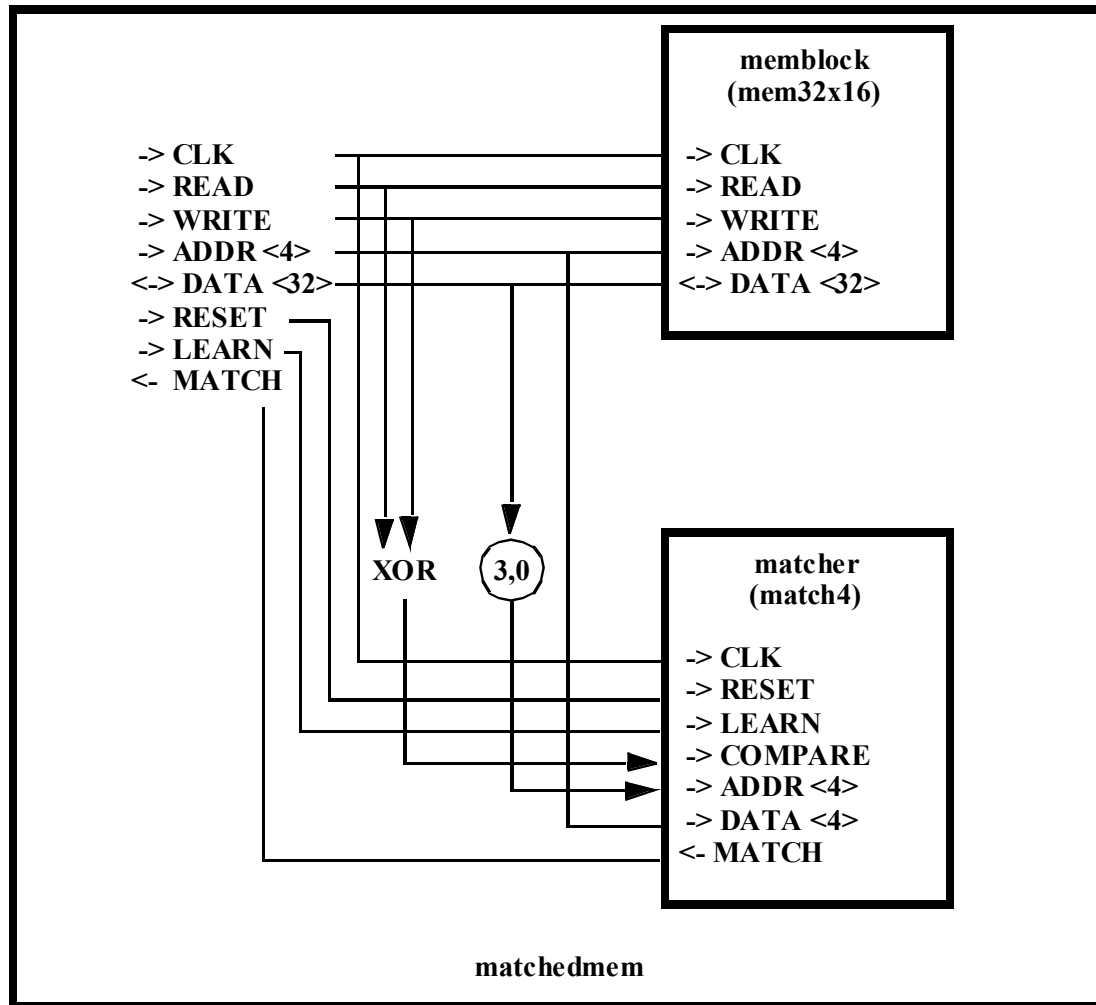 memblock
(mem32x16)
-> CLK
-> READ
-> WRITE
-> ADDR <4>
<-> DATA <32>
-> RESET
-> LEARN
<- MATCH
-> CLK
-> READ
-> WRITE
-> ADDR <4>
<-> DATA <32>
XOR
3,0
matcher
(match4)
-> CLK
-> RESET
-> LEARN
-> COMPARE
-> ADDR <4>
-> DATA <4>
<- MATCH
matchedmem